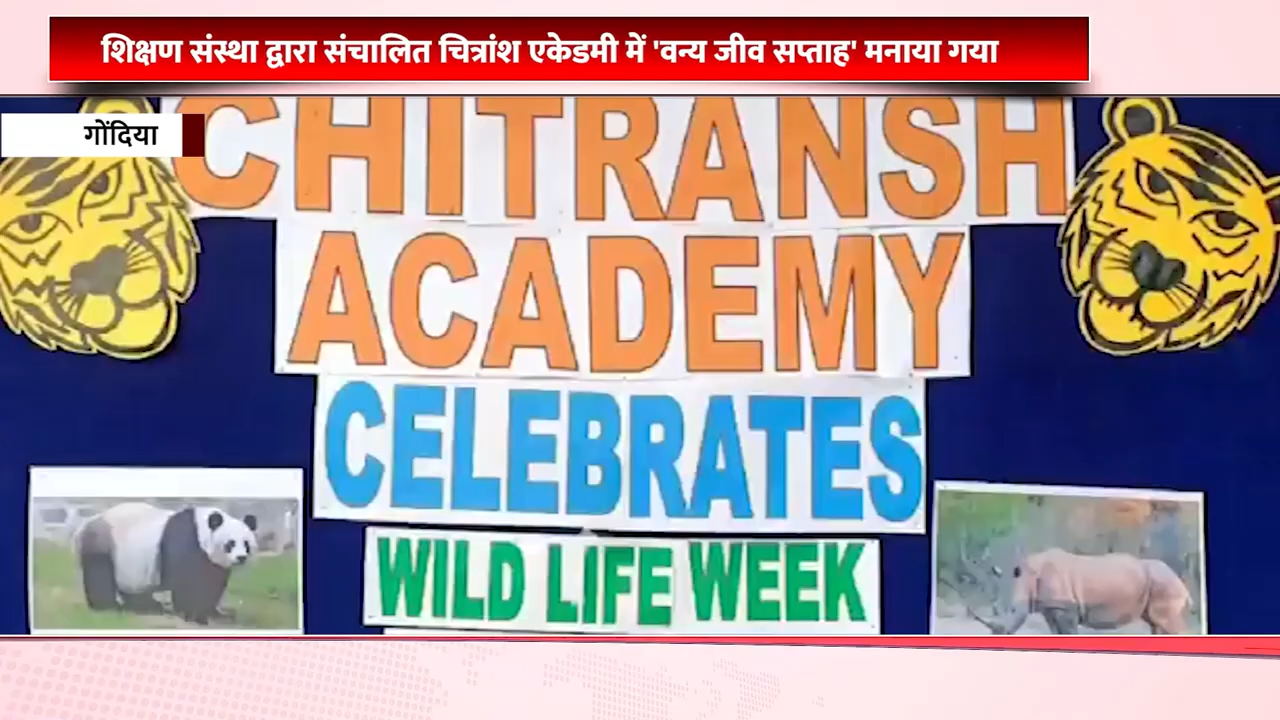 शिक्षण संस्था द्वारा संचालित चित्रांश एकेडमी में 'वन्य जीव सप्ताह' मनाया गया
गोंदिया
CHITRANSH
ACADEMY
CELEBRATES
WILD LIFE WEEK